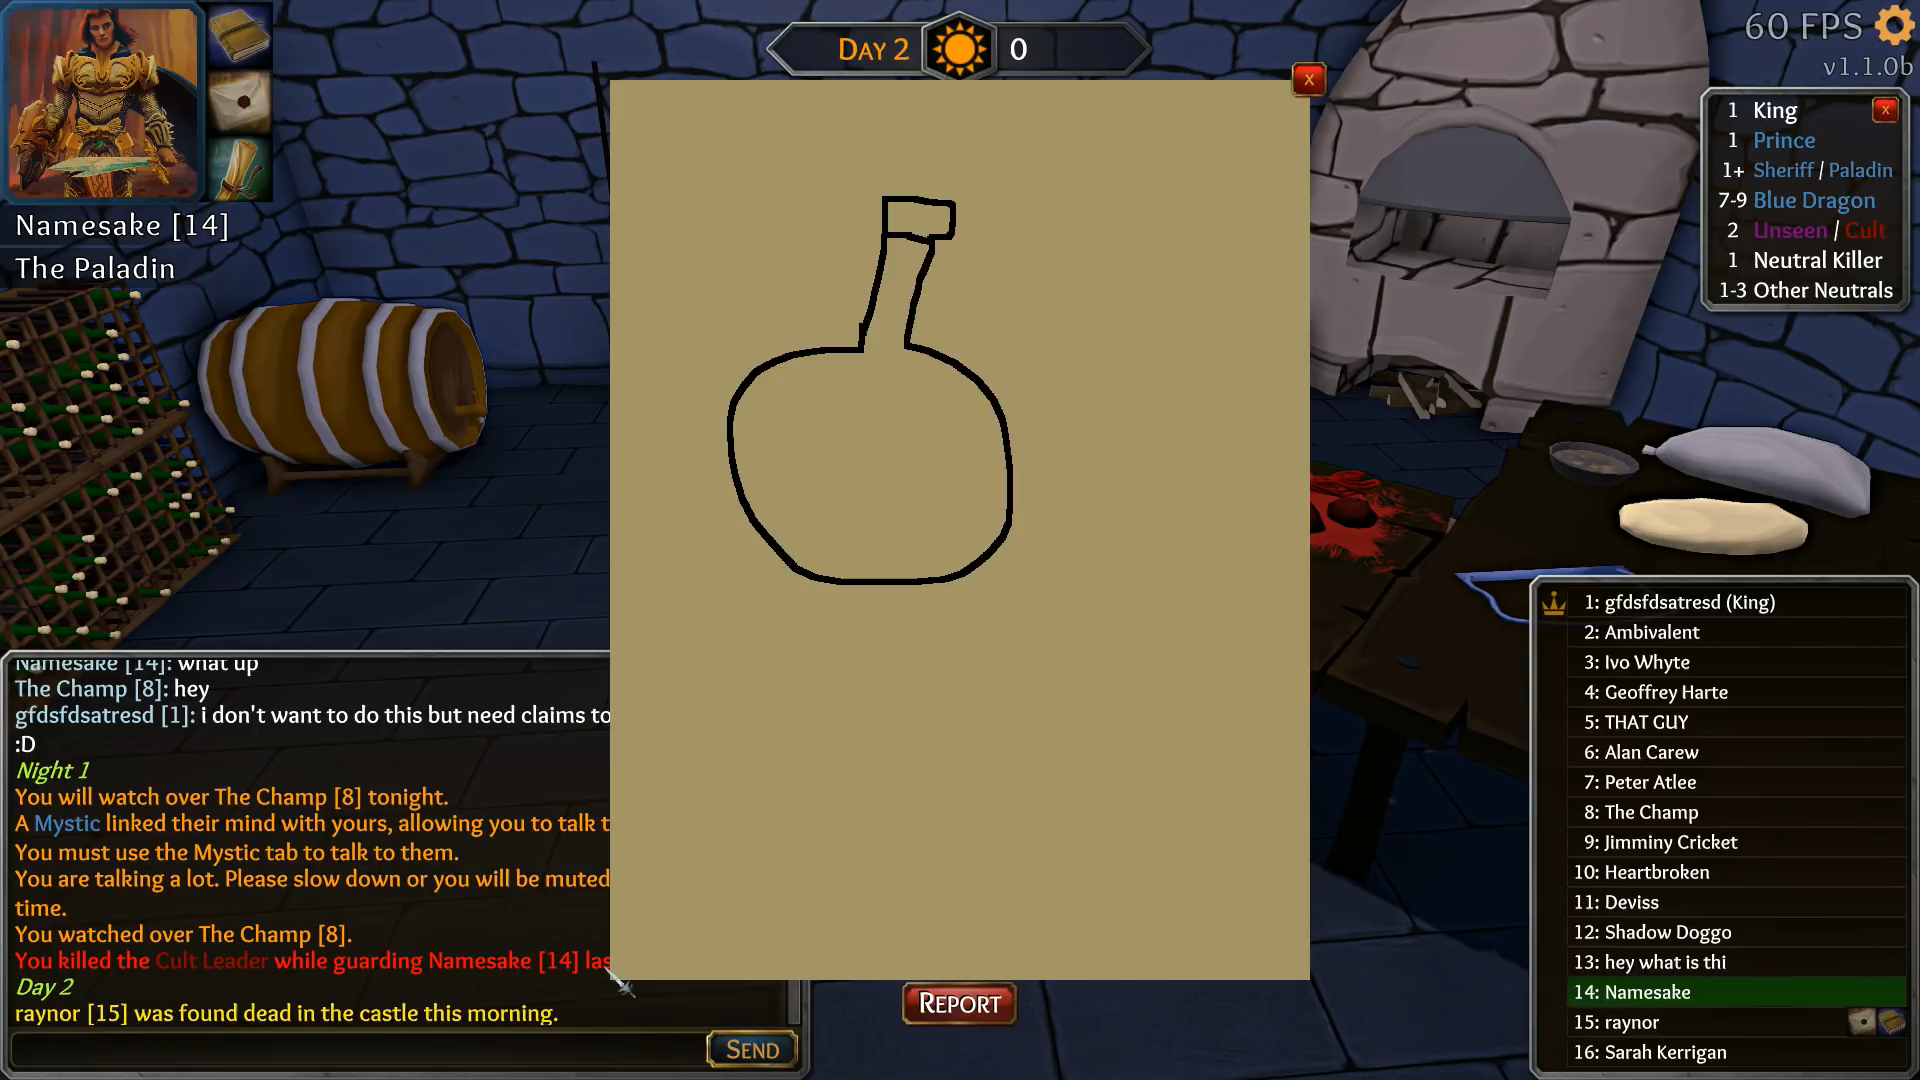 DAY 2 0
60 FPS
v1.1.0b
X
1 King X
1 Prince
1+ Sheriff / Paladin
7-9 Blue Dragon
2 Unseen / Cult
1 Neutral Killer
1-3 Other Neutrals
Namesake [14]
The Paladin
Namesake [14]: what up
The Champ [8]: hey
gfdsfdsatresd [1]: i don't want to do this but need claims to
:D
Night 1
You will watch over The Champ [8] tonight.
A Mystic linked their mind with yours, allowing you to talk t
You must use the Mystic tab to talk to them.
You are talking a lot. Please slow down or you will be muted
time.
You watched over The Champ [8].
You killed the Cult Leader while guarding Namesake [14] las
Day 2
raynor [15] was found dead in the castle this morning.
SEND
REPORT
1: gfdsfdsatresd (King)
2: Ambivalent
3: Ivo Whyte
4: Geoffrey Harte
5: THAT GUY
6: Alan Carew
7: Peter Atlee
8: The Champ
9: Jimminy Cricket
10: Heartbroken
11: Deviss
12: Shadow Doggo
13: hey what is thi
14: Namesake
15: raynor
16: Sarah Kerrigan